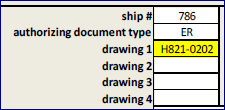 ship # 786
authorizing document type ER
drawing 1 H821-0202
drawing 2
drawing 3
drawing 4